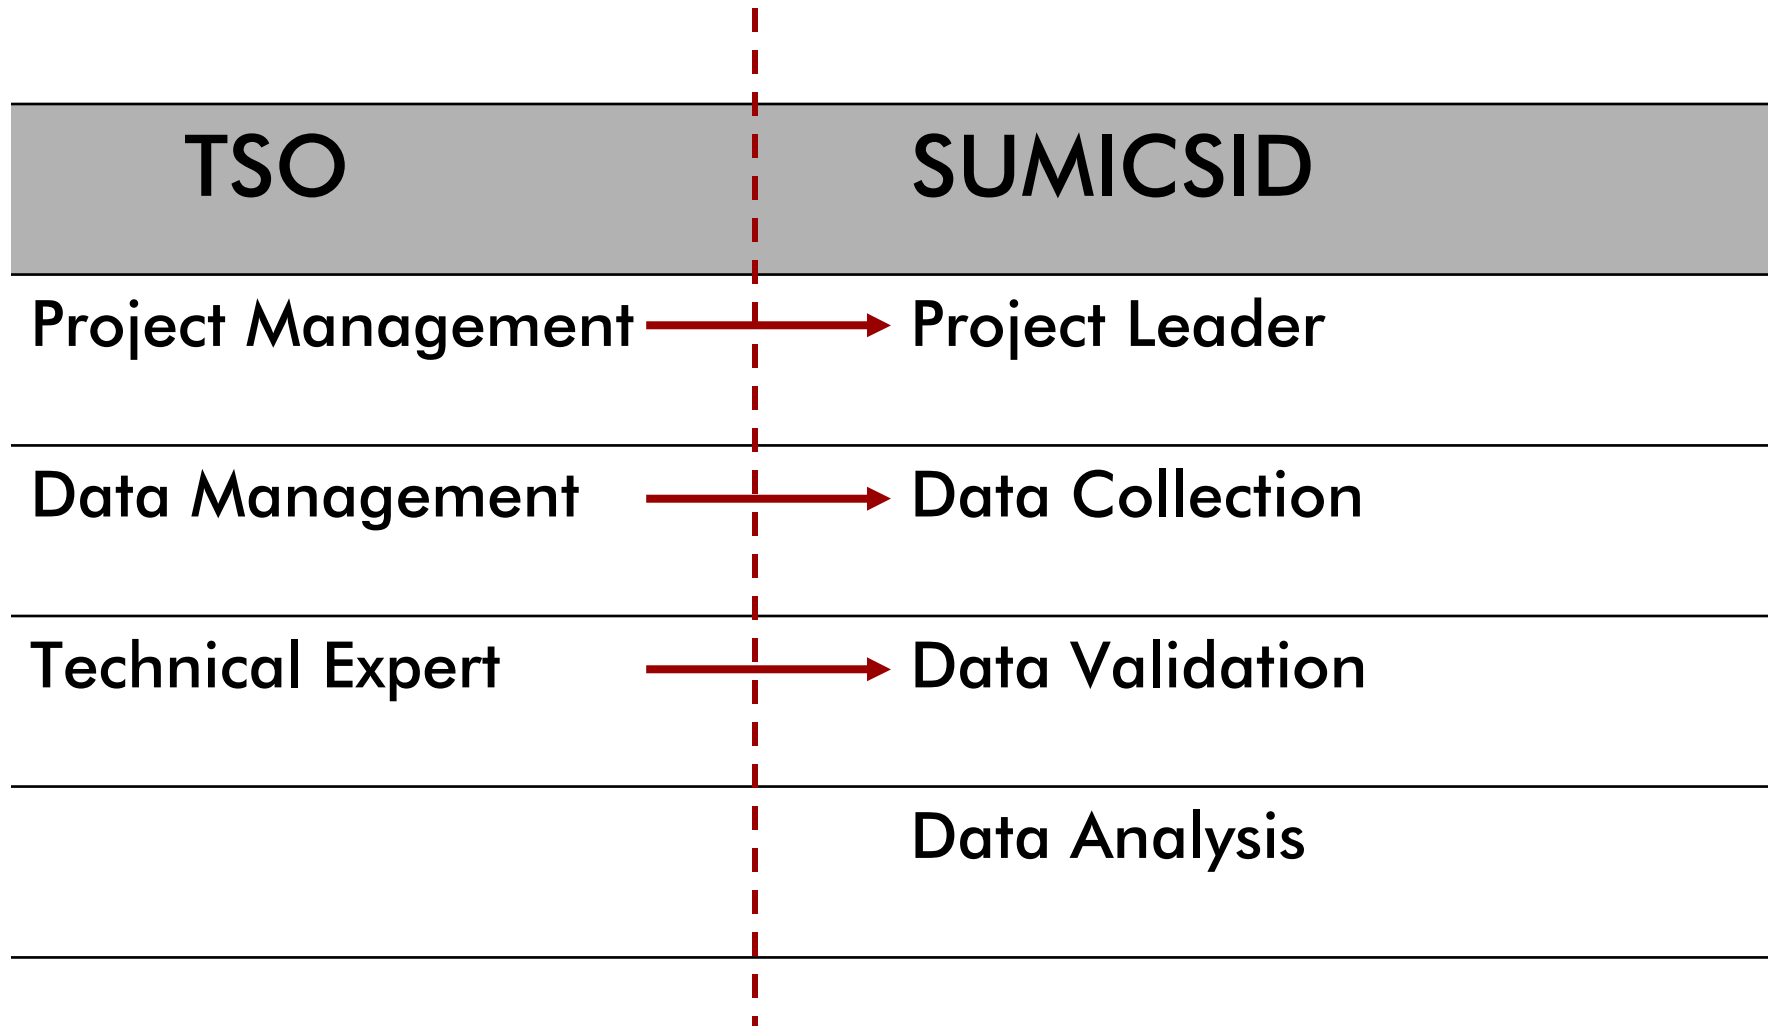 TSO SUMICSID
Project Management Project Leader
Data Management Data Collection
Technical Expert Data Validation
Data Analysis